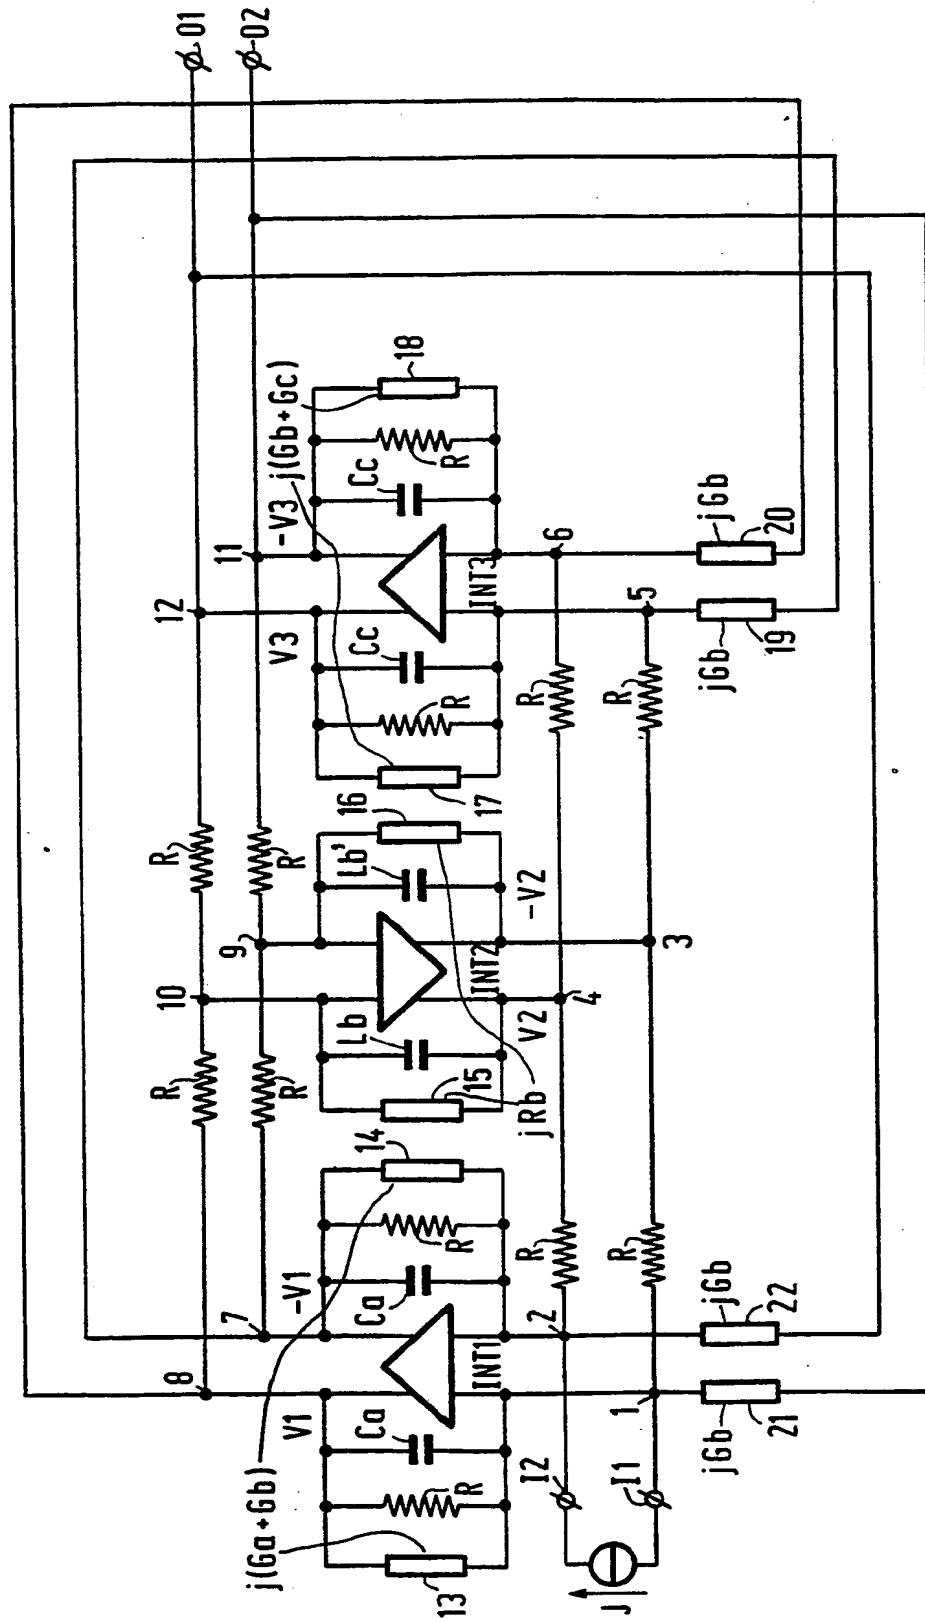 8
10
R
R
12
01
7
R
9
R
11
02
j(Ga+Gb)
V1
-V1
14
Lb
Lb'
16
V3
-V3
j(Gb+Gc)
13
R
Ca
Ca
R
15
17
R
Cc
Cc
R
18
INT1
INT2
INT3
jRb
V2
-V2
J
I2
2
R
4
R
6
I1
1
R
3
R
5
jGb
21
jGb
22
jGb
19
jGb
20